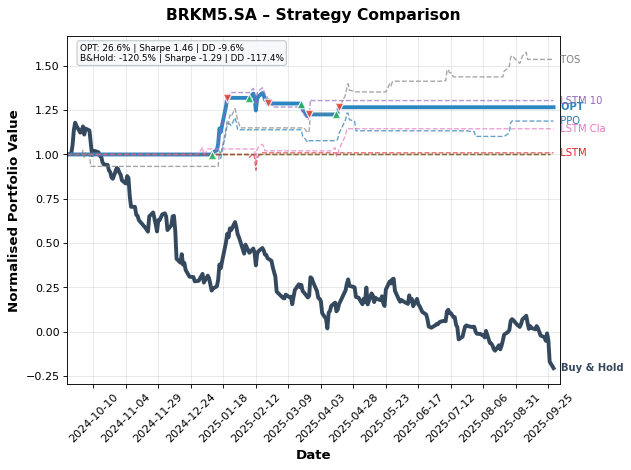 BRKM5.SA – Strategy Comparison
OPT: 26.6% | Sharpe 1.46 | DD -9.6%
B&Hold: -120.5% | Sharpe -1.29 | DD -117.4%
Normalised Portfolio Value
1.50
1.25
1.00
0.75
0.50
0.25
0.00
−0.25
TOS
LSTM 10
OPT
PPO
LSTM Cla
LSTM
Buy & Hold
2024-10-10
2024-11-04
2024-11-29
2024-12-24
2025-01-18
2025-02-12
2025-03-09
2025-04-03
2025-04-28
2025-05-23
2025-06-17
2025-07-12
2025-08-06
2025-08-31
2025-09-25
Date